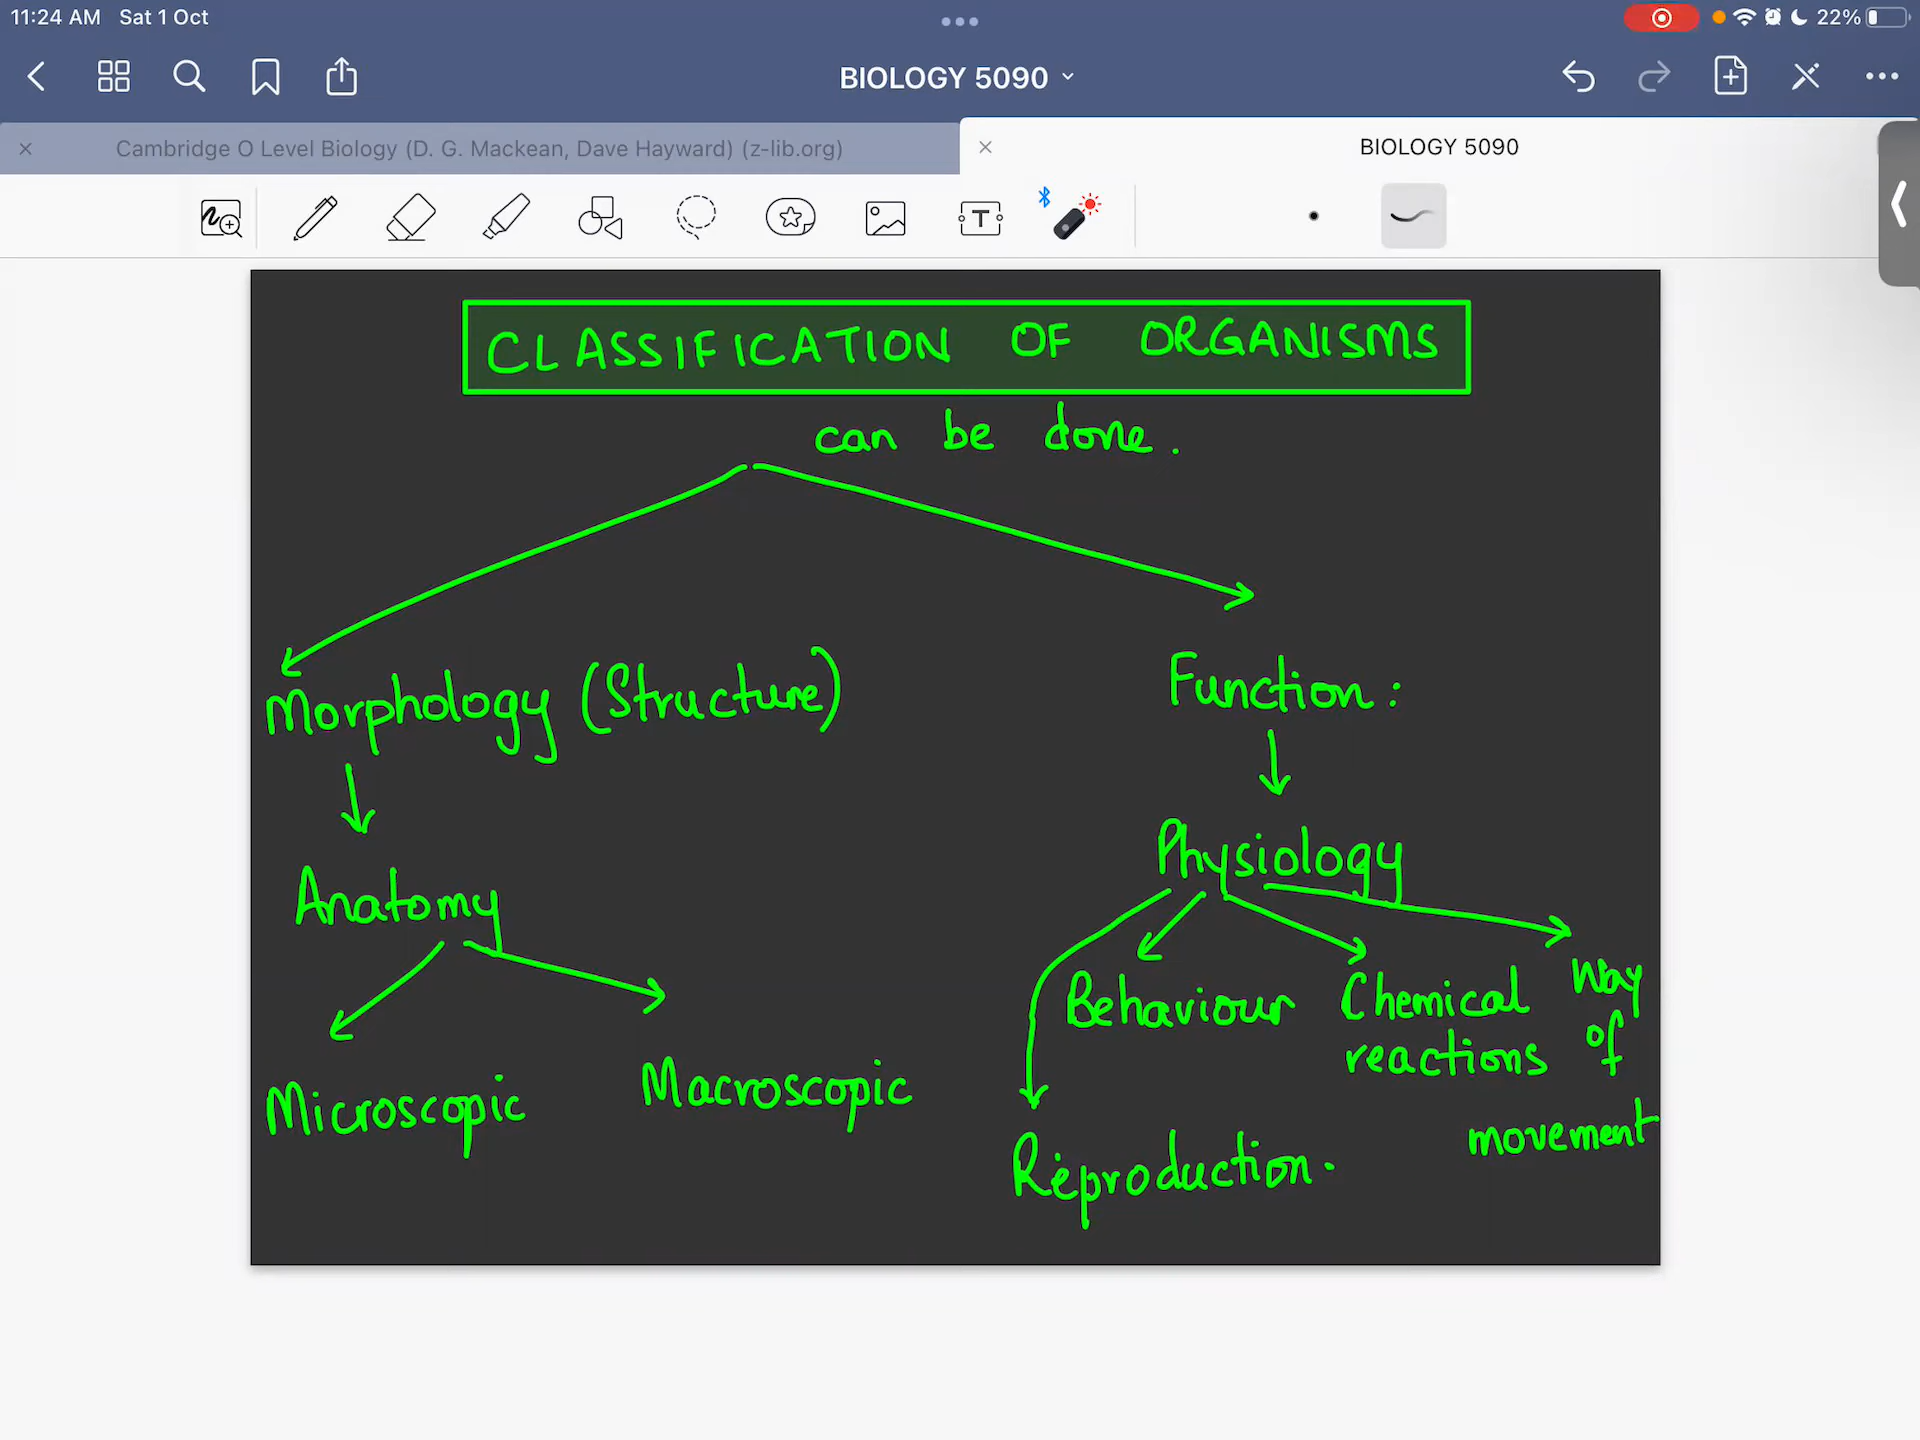 11:24 AM Sat 1 Oct
22%
BIOLOGY 5090
Cambridge O Level Biology (D. G. Mackean, Dave Hayward) (z-lib.org)
BIOLOGY 5090
T
CLASSIFICATION OF ORGANISMS
can be done.
Morphology (Structure)
Function:
Anatomy
Physiology
Microscopic
Macroscopic
Behaviour
Chemical
reactions
Way
of
movement
Reproduction.